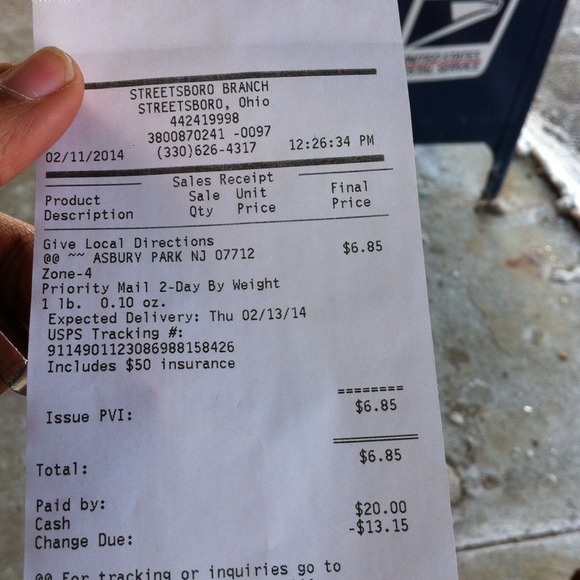 STREETSBORO BRANCH
STREETSBORO, Ohio
442419998
3800870241 -0097
02/11/2014 (330)626-4317 12:26:34 PM
Sales Receipt
Product Sale Unit Final
Description Qty Price Price
Give Local Directions
@@ ~~ ASBURY PARK NJ 07712 $6.85
Zone-4
Priority Mail 2-Day By Weight
1 lb. 0.10 oz.
Expected Delivery: Thu 02/13/14
USPS Tracking #:
9114901123086988158426
Includes $50 insurance
========
Issue PVI: $6.85
========
Total: $6.85
Paid by:
Cash $20.00
Change Due: -$13.15
@@ For tracking or inquiries go to